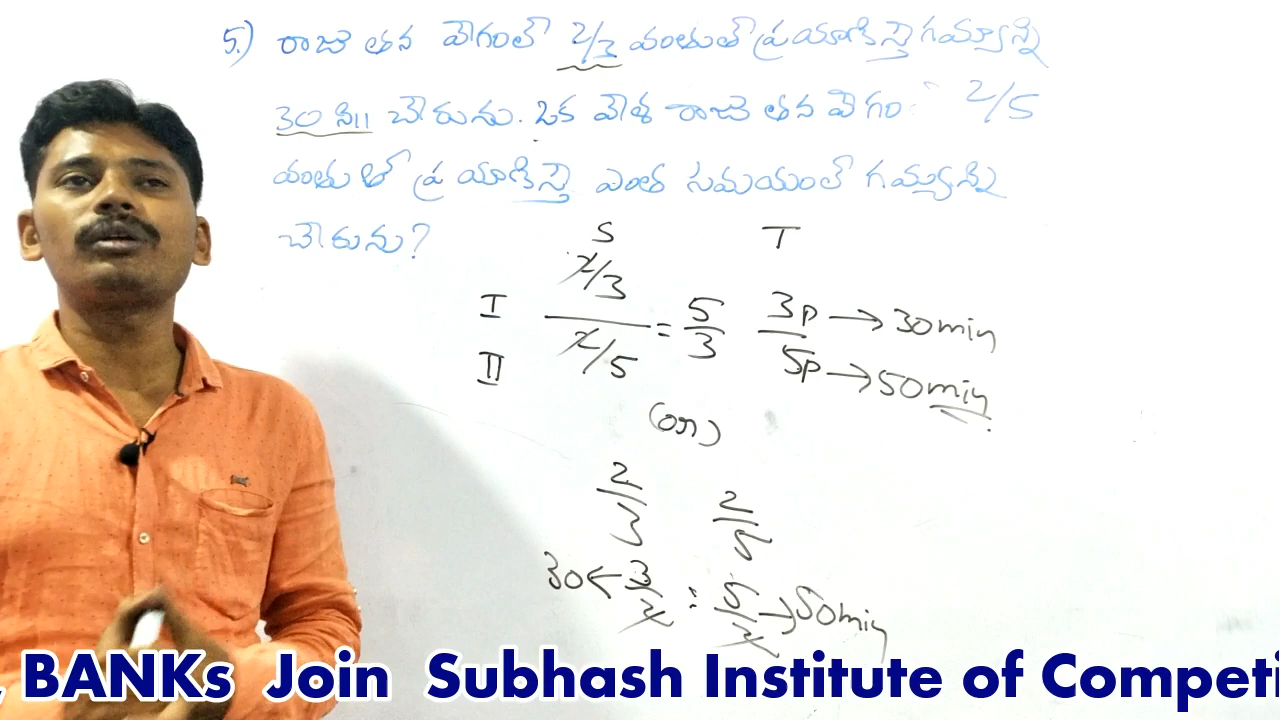 5.) రాజు తన వేగంలో 2/3 వంతుతో ప్రయాణిస్తే గమ్యాన్ని
30 ని॥ చేరును. ఒక వేళ రాజు తన వేగం 2/5
వంతుతో ప్రయాణిస్తే ఎంత సమయంలో గమ్యాన్ని
చేరును?
S T
I 2/3 / 2/5 = 5/3 3p → 30min
II 5p → 50min
(or)
2/3 2/5
30 ← 3/2 : 5/2 → 50min
, BANKs Join Subhash Institute of Competi